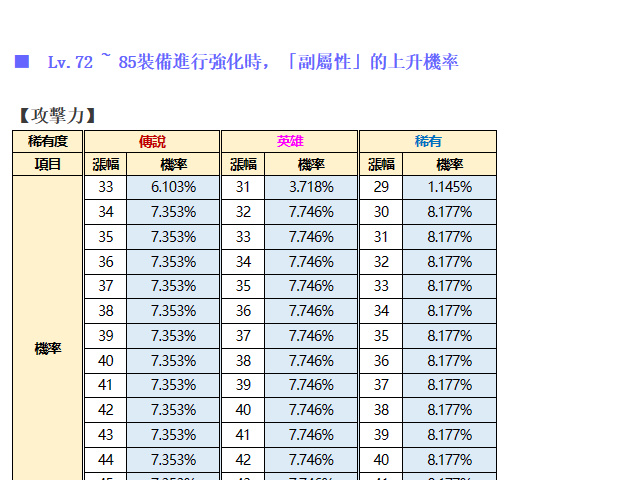 ■ Lv.72 ~ 85裝備進行強化時，「副屬性」的上升機率
【攻擊力】
稀有度 傳說 英雄 稀有
項目 漲幅 機率 漲幅 機率 漲幅 機率
33 6.103% 31 3.718% 29 1.145%
34 7.353% 32 7.746% 30 8.177%
35 7.353% 33 7.746% 31 8.177%
36 7.353% 34 7.746% 32 8.177%
37 7.353% 35 7.746% 33 8.177%
38 7.353% 36 7.746% 34 8.177%
39 7.353% 37 7.746% 35 8.177%
機率 40 7.353% 38 7.746% 36 8.177%
41 7.353% 39 7.746% 37 8.177%
42 7.353% 40 7.746% 38 8.177%
43 7.353% 41 7.746% 39 8.177%
44 7.353% 42 7.746% 40 8.177%